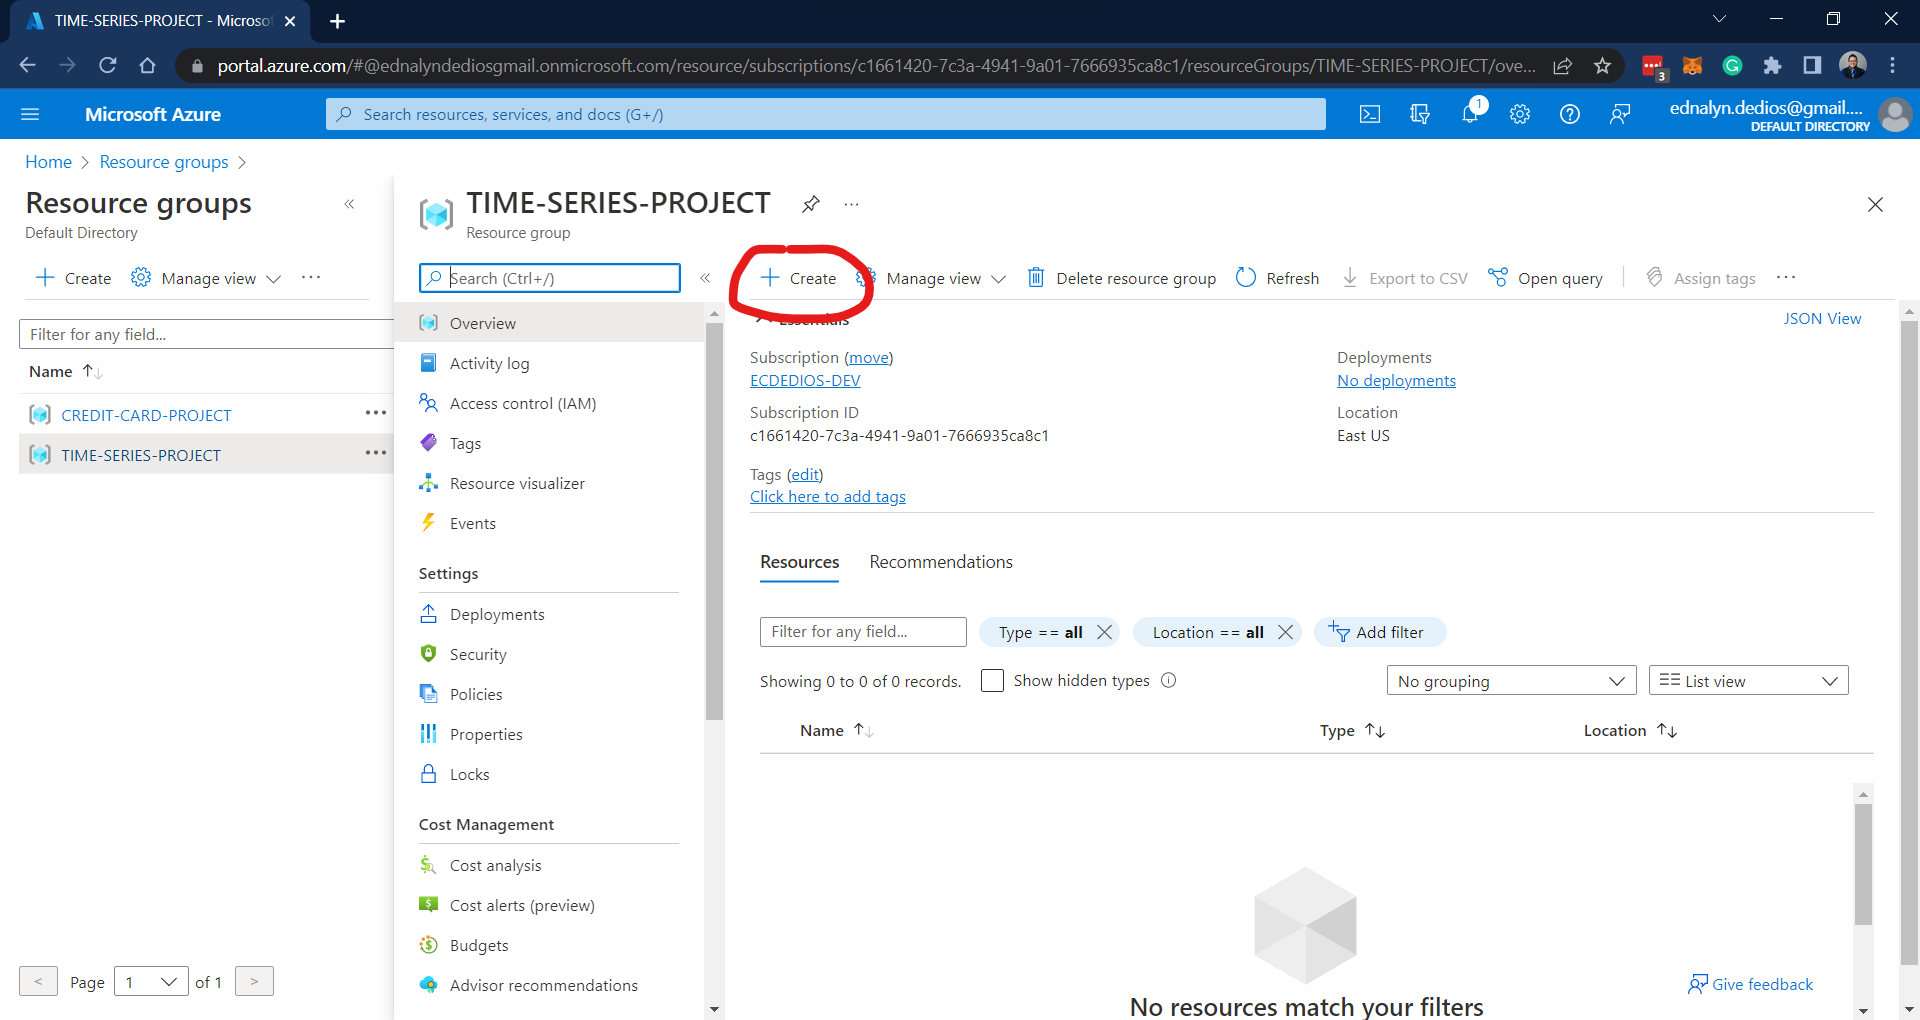 TIME-SERIES-PROJECT - Microsof
portal.azure.com/#@ednalyndediosgmail.onmicrosoft.com/resource/subscriptions/c1661420-7c3a-4941-9a01-7666935ca8c1/resourceGroups/TIME-SERIES-PROJECT/ove...
3
Microsoft Azure
Search resources, services, and docs (G+/)
1
ednalyn.dedios@gmail....
DEFAULT DIRECTORY
Home > Resource groups >
Resource groups
Default Directory
Create
Manage view
Filter for any field...
Name
CREDIT-CARD-PROJECT
TIME-SERIES-PROJECT
< Page 1 of 1 >
TIME-SERIES-PROJECT
Resource group
Search (Ctrl+/)
Overview
Activity log
Access control (IAM)
Tags
Resource visualizer
Events
Settings
Deployments
Security
Policies
Properties
Locks
Cost Management
Cost analysis
Cost alerts (preview)
Budgets
Advisor recommendations
Create
Manage view
Delete resource group
Refresh
Export to CSV
Open query
Assign tags
Essentials
JSON View
Subscription (move)
ECDEDIOS-DEV
Subscription ID
c1661420-7c3a-4941-9a01-7666935ca8c1
Deployments
No deployments
Location
East US
Tags (edit)
Click here to add tags
Resources Recommendations
Filter for any field...
Type == all
Location == all
Add filter
Showing 0 to 0 of 0 records.
Show hidden types
No grouping
List view
Name Type Location
No resources match your filters
Give feedback